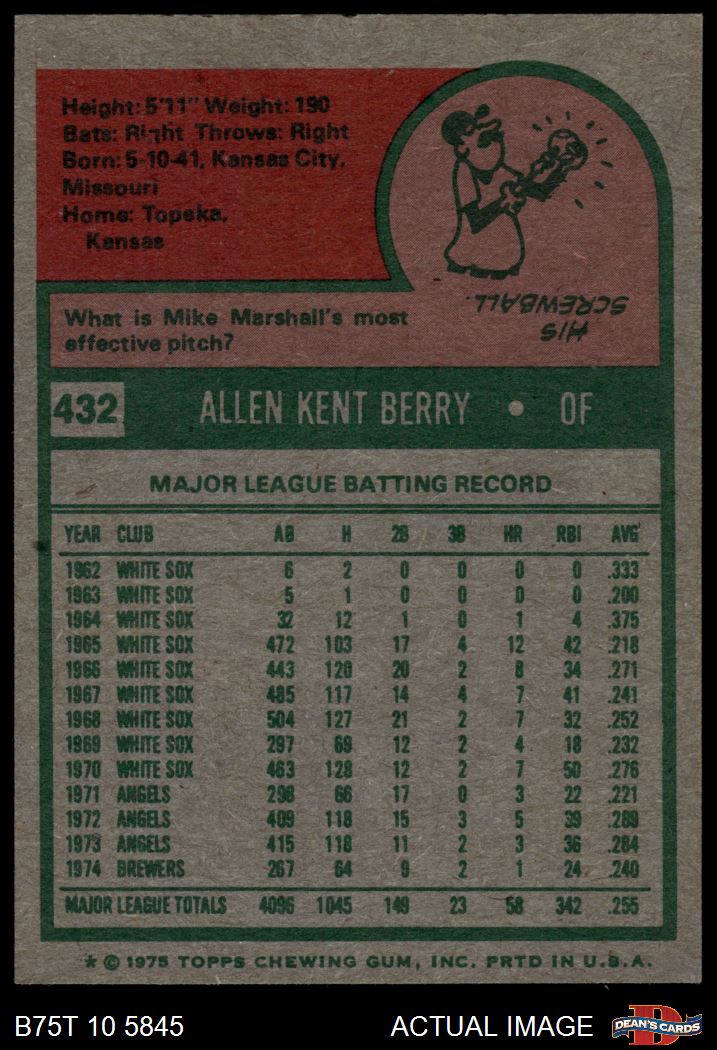 Height: 5'11" Weight: 190
Bats: Right Throws: Right
Born: 5-10-41, Kansas City,
Missouri
Home: Topeka,
Kansas
What is Mike Marshall's most
effective pitch?
HIS
SCREWBALL.
432 ALLEN KENT BERRY • OF
MAJOR LEAGUE BATTING RECORD
YEAR CLUB AB H 2B 3B HR RBI AVG
1962 WHITE SOX 6 2 0 0 0 0 .333
1963 WHITE SOX 5 1 0 0 0 0 .200
1964 WHITE SOX 32 12 1 0 1 4 .375
1965 WHITE SOX 472 103 17 4 12 42 .218
1966 WHITE SOX 443 120 20 2 8 34 .271
1967 WHITE SOX 485 117 14 4 7 41 .241
1968 WHITE SOX 504 127 21 2 7 32 .252
1969 WHITE SOX 297 69 12 2 4 18 .232
1970 WHITE SOX 463 128 12 2 7 50 .276
1971 ANGELS 298 66 17 0 3 22 .221
1972 ANGELS 409 118 15 3 5 39 .289
1973 ANGELS 415 118 11 2 3 36 .284
1974 BREWERS 267 64 9 2 1 24 .240
MAJOR LEAGUE TOTALS 4096 1045 149 23 58 342 .255
* © 1975 TOPPS CHEWING GUM, INC. PRTD IN U.S.A.
B75T 10 5845 ACTUAL IMAGE DEAN'S CARDS